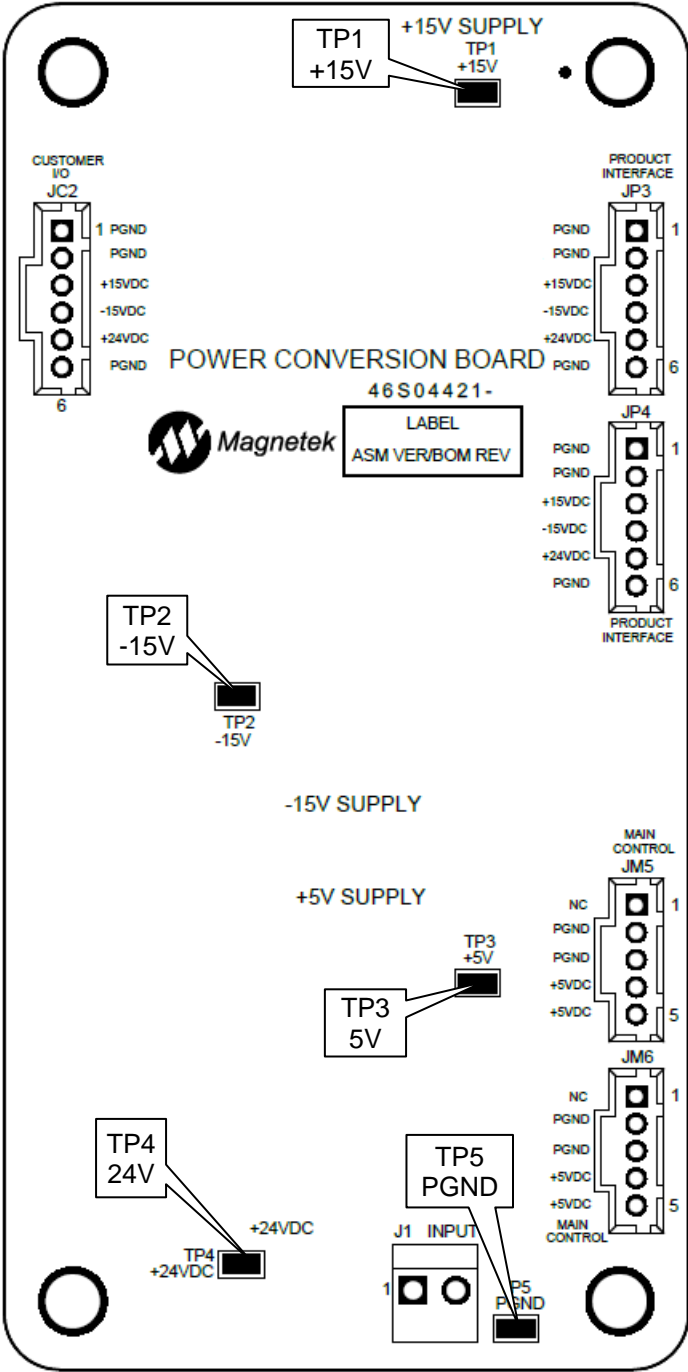 +15V SUPPLY
TP1
+15V
TP1
+15V
CUSTOMER
I/O
JC2
1 PGND
PGND
+15VDC
-15VDC
+24VDC
PGND
6
PRODUCT
INTERFACE
JP3
PGND 1
PGND
+15VDC
-15VDC
+24VDC
PGND 6
POWER CONVERSION BOARD
46S04421-
Magnetek
LABEL
ASM VER/BOM REV
JP4
PGND 1
PGND
+15VDC
-15VDC
+24VDC
PGND 6
PRODUCT
INTERFACE
TP2
-15V
TP2
-15V
-15V SUPPLY
+5V SUPPLY
MAIN
CONTROL
JM5
NC 1
PGND
PGND
+5VDC
+5VDC 5
TP3
+5V
TP3
5V
JM6
NC 1
PGND
PGND
+5VDC
+5VDC 5
MAIN
CONTROL
TP4
24V
+24VDC
TP4
+24VDC
TP5
PGND
J1 INPUT
1
P5
PGND